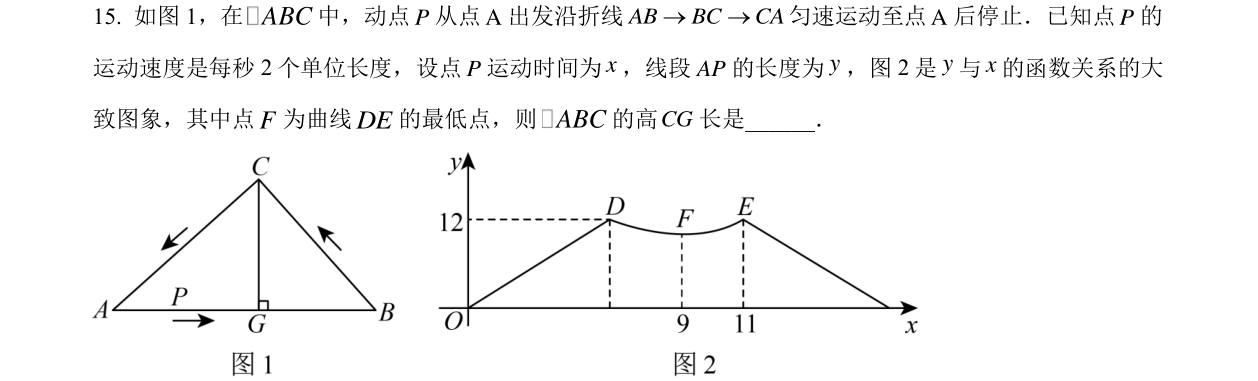 15. 如图1，在□ABC中，动点P从点A出发沿折线AB→BC→CA匀速运动至点A后停止．已知点P的
运动速度是每秒2个单位长度，设点P运动时间为x，线段AP的长度为y，图2是y与x的函数关系的大
致图象，其中点F为曲线DE的最低点，则□ABC的高CG长是______．
C
A
P
G
B
图1
y
12
D
F
E
O
9
11
x
图2